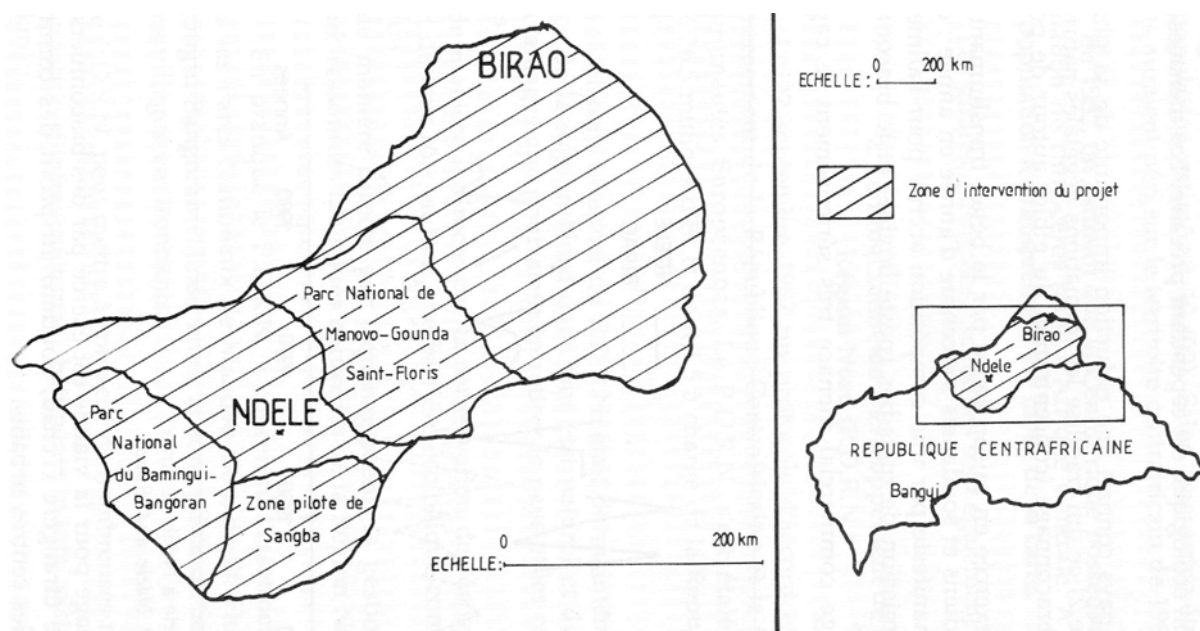 BIRAO
Parc National de
Manovo-Gounda
Saint-Floris
NDELE
Parc
National
du Bamingui-
Bangoran
Zone pilote de
Sangba
0 200 km
ECHELLE:
0 200 km
ECHELLE:
Zone d'intervention du projet
Birao
Ndele
REPUBLIQUE CENTRAFRICAINE
Bangui